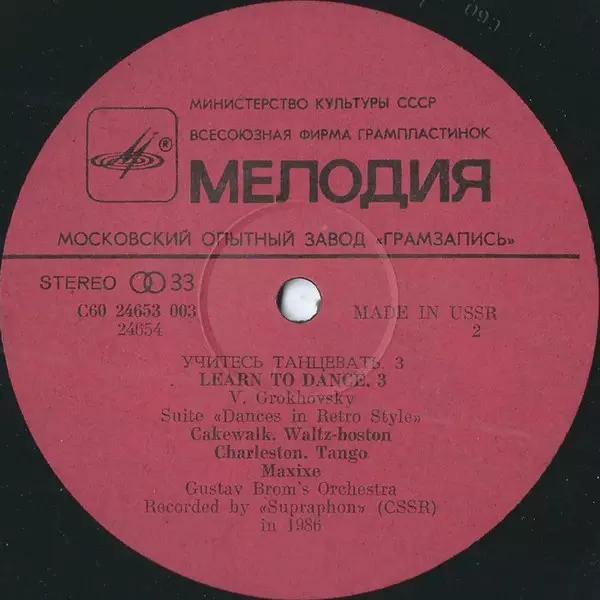 МИНИСТЕРСТВО КУЛЬТУРЫ СССР
ВСЕСОЮЗНАЯ ФИРМА ГРАМПЛАСТИНОК
®
МЕЛОДИЯ
МОСКОВСКИЙ ОПЫТНЫЙ ЗАВОД «ГРАМЗАПИСЬ»
STEREO 33
С60 24653 003 MADE IN USSR
24654 2
УЧИТЕСЬ ТАНЦЕВАТЬ. 3
LEARN TO DANCE. 3
V. Grokhovsky
Suite «Dances in Retro Style»
Cakewalk. Waltz-boston
Charleston. Tango
Maxixe
Gustav Brom's Orchestra
Recorded by «Supraphon» (CSSR)
in 1986